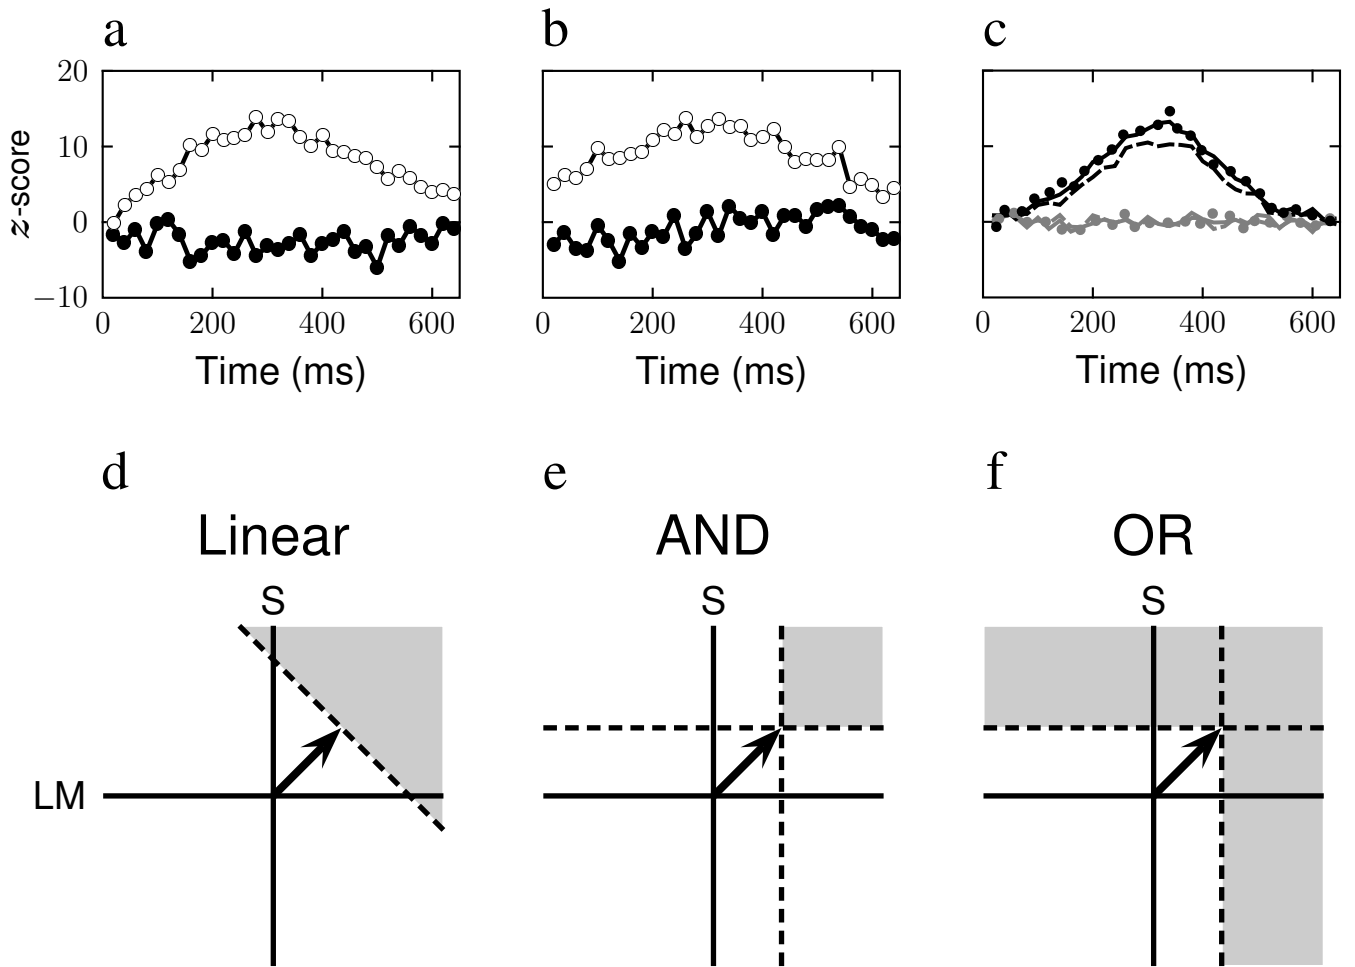 a b c
20
10
0
−10
z-score
0 200 400 600
0 200 400 600
0 200 400 600
Time (ms) Time (ms) Time (ms)
d e f
Linear AND OR
S S S
LM